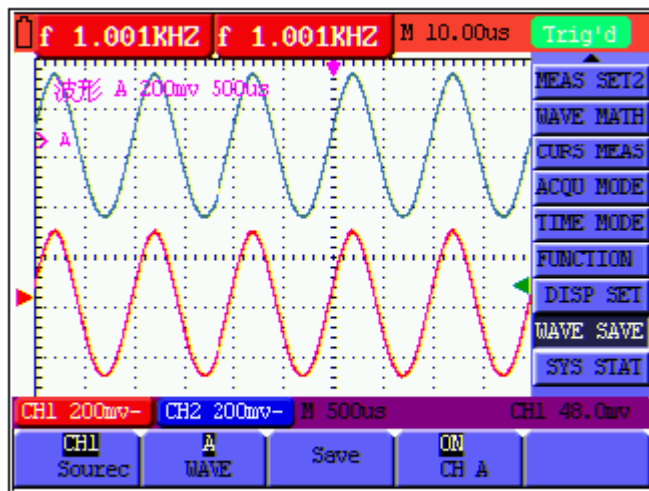 f 1.001KHZ f 1.001KHZ M 10.00us Trig'd
波形 A 200mv 500us
A
MEAS SET2
WAVE MATH
CURS MEAS
ACQU MODE
TIME MODE
FUNCTION
DISP SET
WAVE SAVE
SYS STAT
CH1 200mv- CH2 200mv- M 500us CH1 48.0mv
CH1 A ON
Sourec WAVE Save CH A